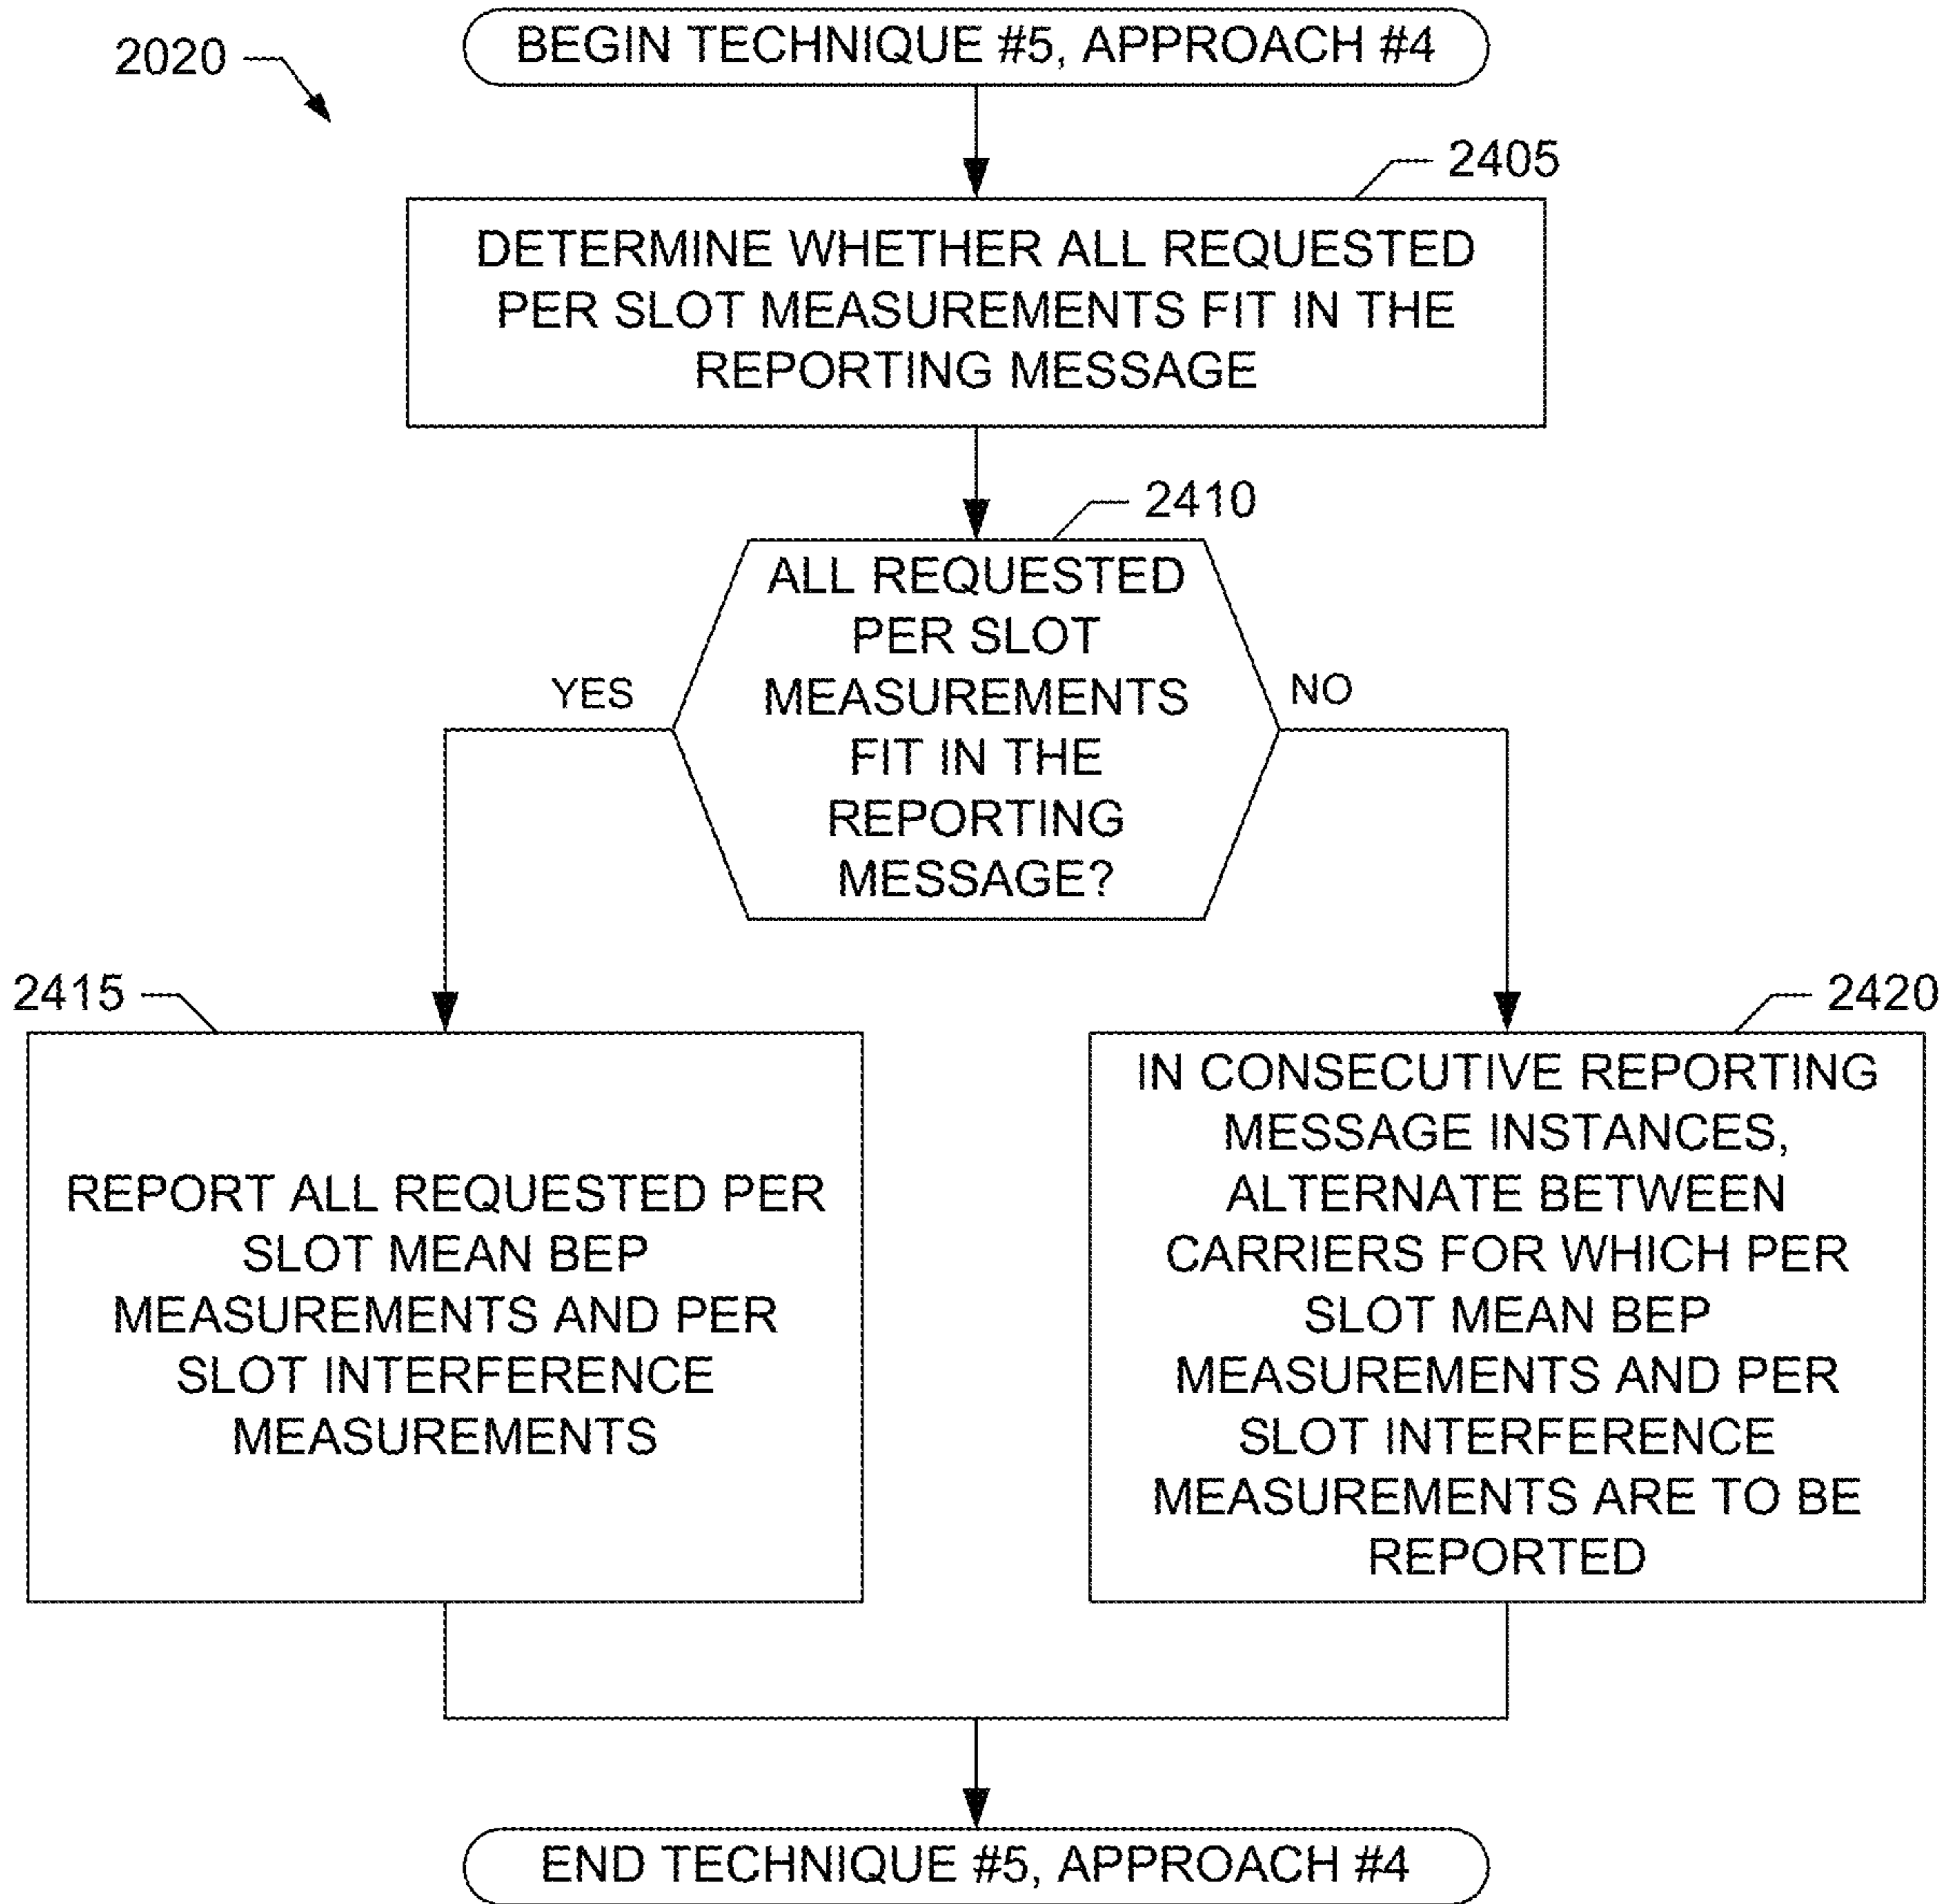 2020
BEGIN TECHNIQUE #5, APPROACH #4
2405
DETERMINE WHETHER ALL REQUESTED
PER SLOT MEASUREMENTS FIT IN THE
REPORTING MESSAGE
2410
ALL REQUESTED
PER SLOT
MEASUREMENTS
FIT IN THE
REPORTING
MESSAGE?
YES
NO
2415
REPORT ALL REQUESTED PER
SLOT MEAN BEP
MEASUREMENTS AND PER
SLOT INTERFERENCE
MEASUREMENTS
2420
IN CONSECUTIVE REPORTING
MESSAGE INSTANCES,
ALTERNATE BETWEEN
CARRIERS FOR WHICH PER
SLOT MEAN BEP
MEASUREMENTS AND PER
SLOT INTERFERENCE
MEASUREMENTS ARE TO BE
REPORTED
END TECHNIQUE #5, APPROACH #4